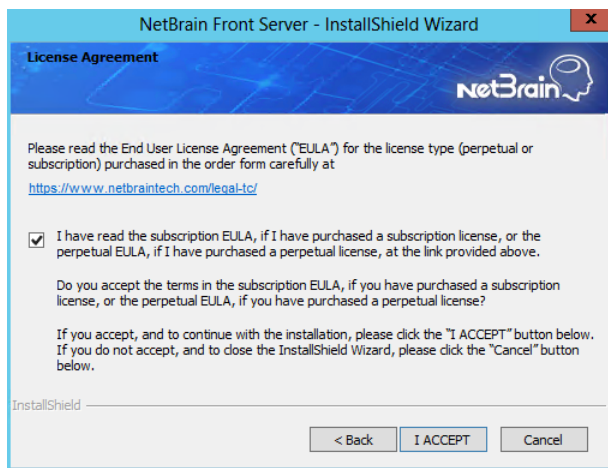 NetBrain Front Server - InstallShield Wizard
x
License Agreement
NetBrain
Please read the End User License Agreement ("EULA") for the license type (perpetual or
subscription) purchased in the order form carefully at
https://www.netbraintech.com/legal-tc/
I have read the subscription EULA, if I have purchased a subscription license, or the
perpetual EULA, if I have purchased a perpetual license, at the link provided above.
Do you accept the terms in the subscription EULA, if you have purchased a subscription
license, or the perpetual EULA, if you have purchased a perpetual license?
If you accept, and to continue with the installation, please click the "I ACCEPT" button below.
If you do not accept, and to close the InstallShield Wizard, please click the "Cancel" button
below.
InstallShield
< Back I ACCEPT Cancel